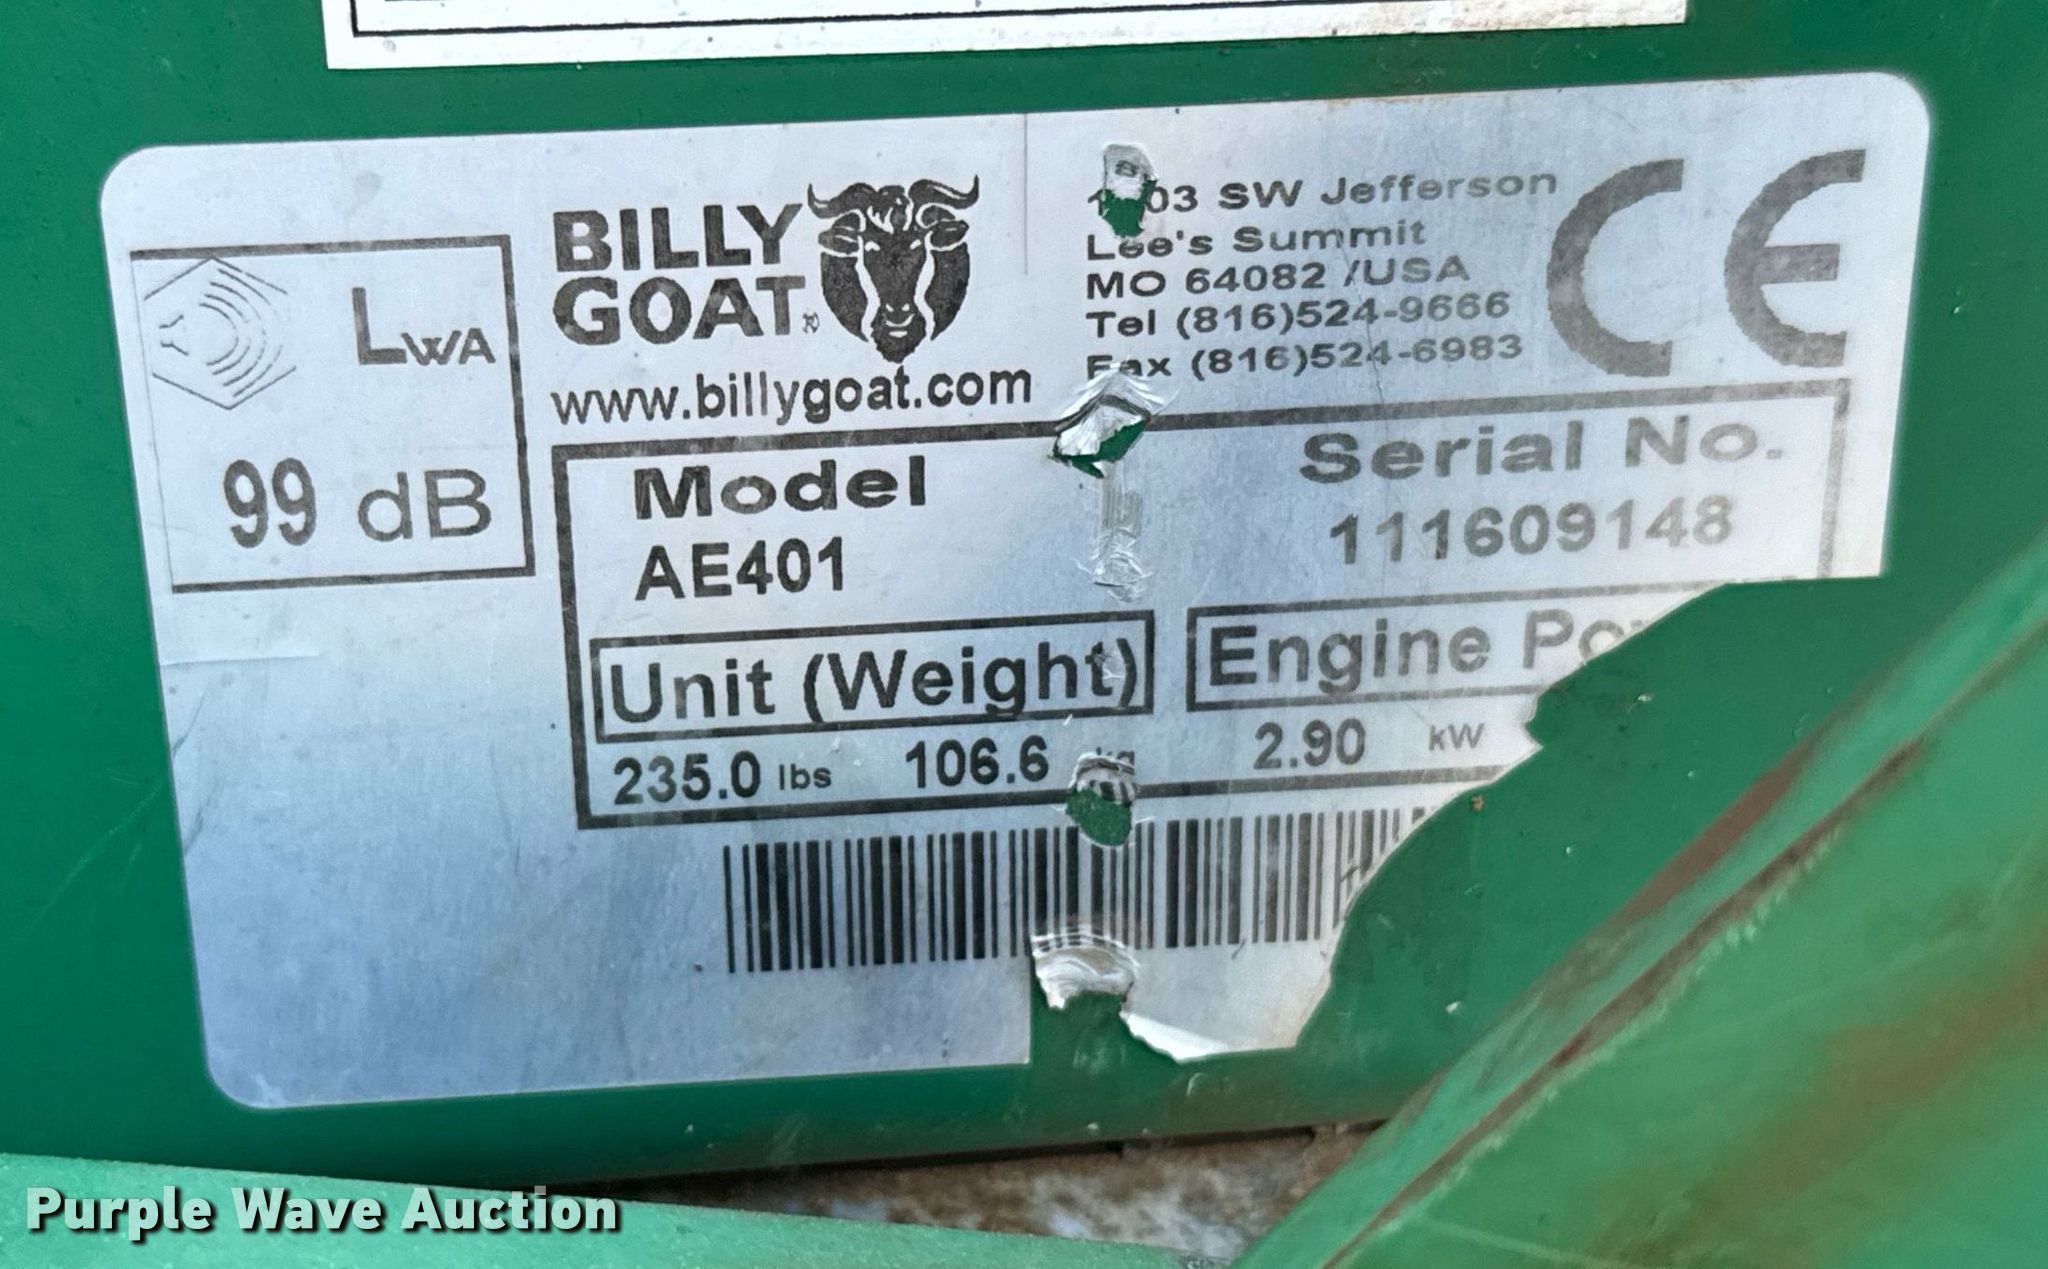 BILLY
GOAT
www.billygoat.com
SW Jefferson
Lee's Summit
MO 64082 /USA
Tel (816)524-9666
Fax (816)524-6983
CE
LWA
99 dB
Model
AE401
Serial No.
111609148
Unit (Weight)
235.0 lbs 106.6 kg
Engine
2.90 kW
Purple Wave Auction